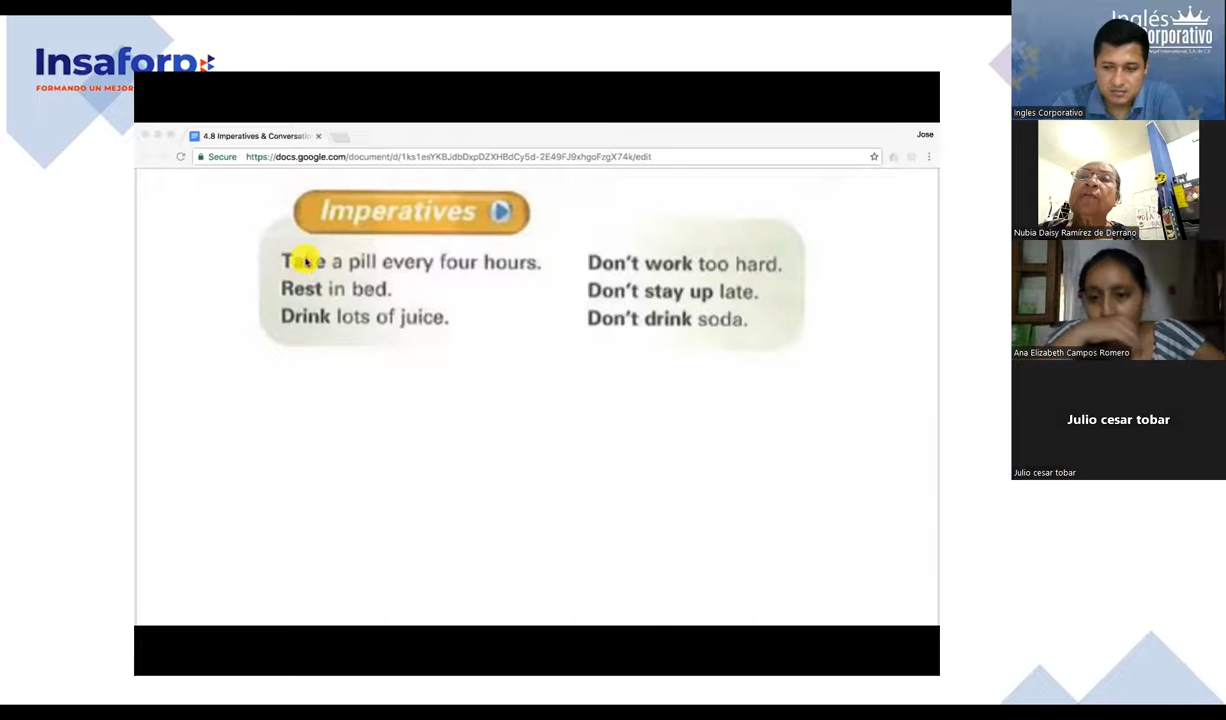 Insaforp
FORMANDO UN MEJOR
4.8 Imperatives & Conversatio
Jose
Secure
https://docs.google.com/document/d/1ks1esYKBJdbDxpDZXHBdCy5d-2E49FJ9xhgoFzgX74k/edit
Imperatives
Take a pill every four hours.
Rest in bed.
Drink lots of juice.
Don't work too hard.
Don't stay up late.
Don't drink soda.
Inglés
Corporativo
Ingles Corporativo
Nubia Daisy Ramírez de Derrano
Ana Elizabeth Campos Romero
Julio cesar tobar
Julio cesar tobar